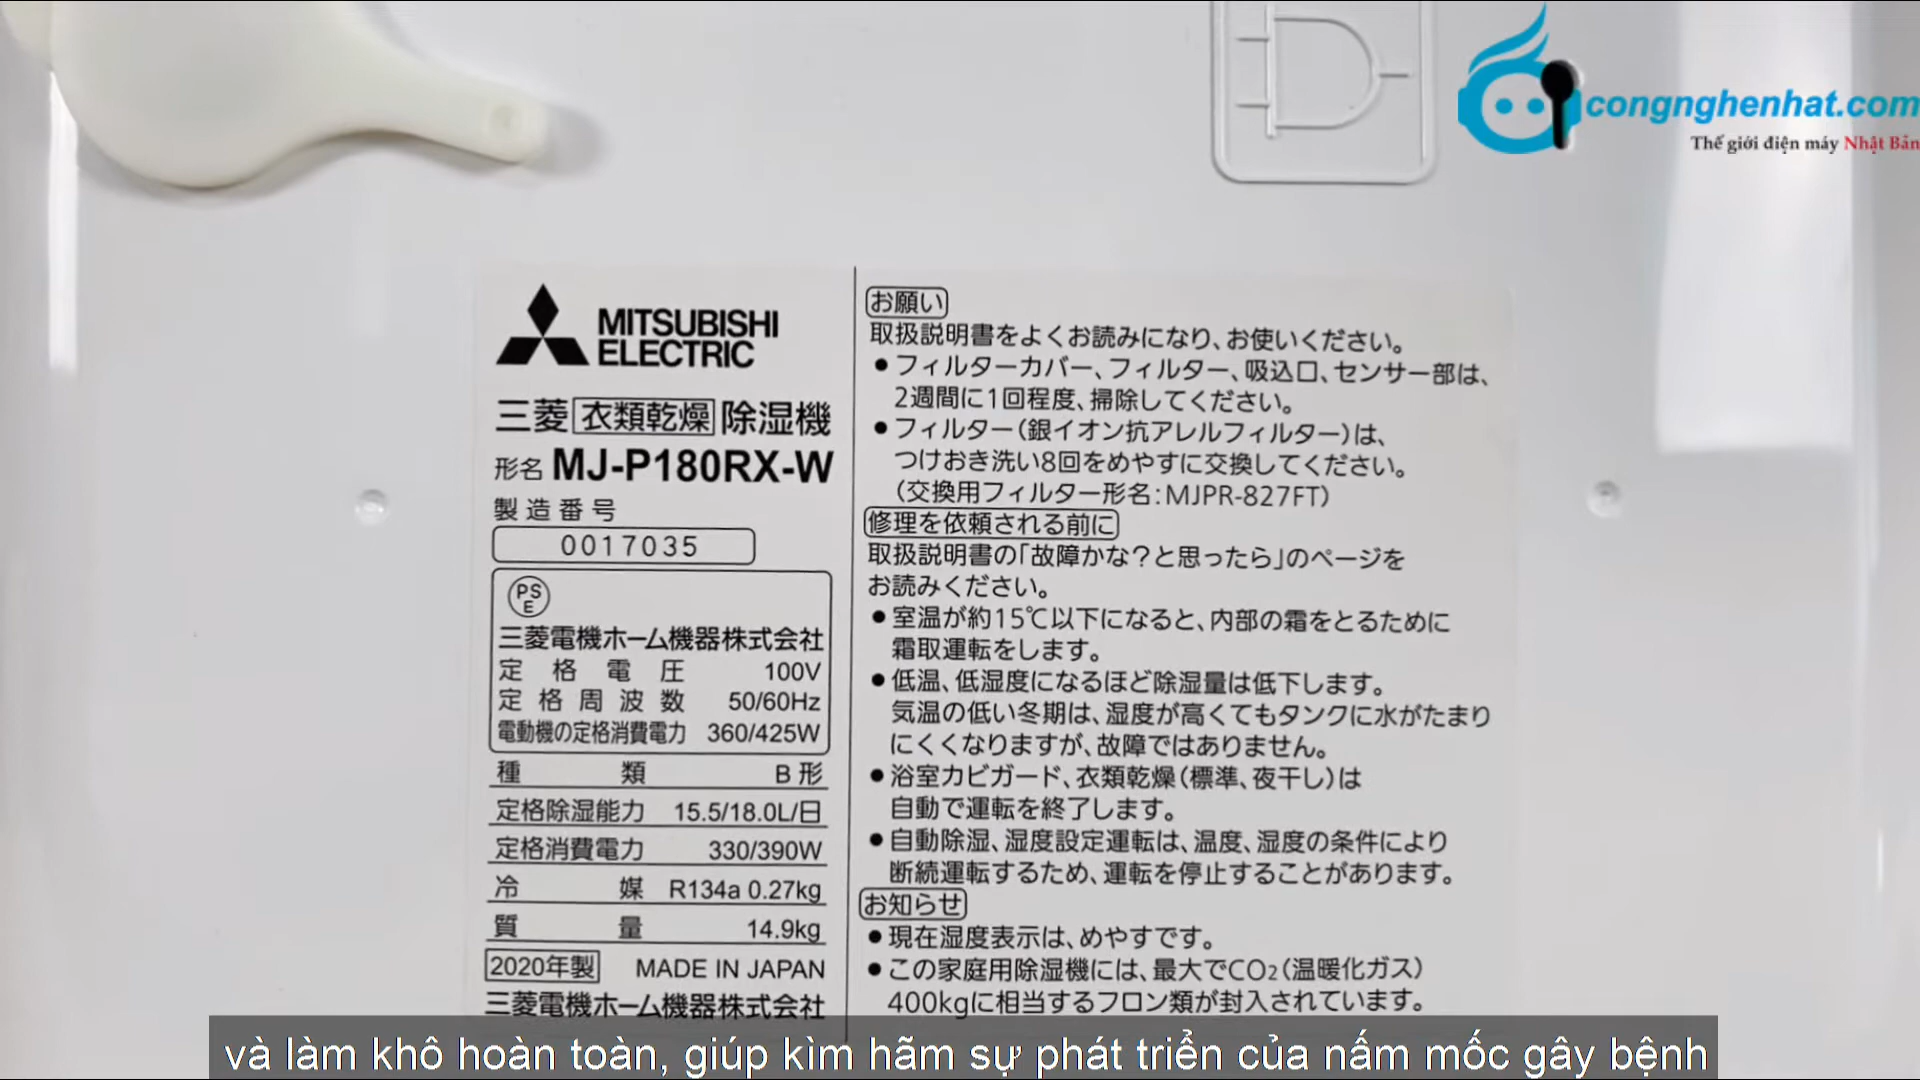 congnghenhat.com
Thế giới điện máy Nhật Bản
MITSUBISHI
ELECTRIC
三菱 衣類乾燥 除湿機
形名 MJ-P180RX-W
製造番号
0017035
PS
E
三菱電機ホーム機器株式会社
定格電圧 100V
定格周波数 50/60Hz
電動機の定格消費電力 360/425W
種類 B形
定格除湿能力 15.5/18.0L/日
定格消費電力 330/390W
冷媒 R134a 0.27kg
質量 14.9kg
2020年製 MADE IN JAPAN
三菱電機ホーム機器株式会社
お願い
取扱説明書をよくお読みになり、お使いください。
●フィルターカバー、フィルター、吸込口、センサー部は、
2週間に1回程度、掃除してください。
●フィルター(銀イオン抗アレルフィルター)は、
つけおき洗い8回をめやすに交換してください。
(交換用フィルター形名:MJPR-827FT)
修理を依頼される前に
取扱説明書の「故障かな?と思ったら」のページを
お読みください。
●室温が約15℃以下になると、内部の霜をとるために
霜取運転をします。
●低温、低湿度になるほど除湿量は低下します。
気温の低い冬期は、湿度が高くてもタンクに水がたまり
にくくなりますが、故障ではありません。
●浴室カビガード、衣類乾燥(標準、夜干し)は
自動で運転を終了します。
●自動除湿、湿度設定運転は、温度、湿度の条件により
断続運転するため、運転を停止することがあります。
お知らせ
●現在湿度表示は、めやすです。
●この家庭用除湿機には、最大でCO2(温暖化ガス)
400kgに相当するフロン類が封入されています。
và làm khô hoàn toàn, giúp kìm hãm sự phát triển của nấm mốc gây bệnh